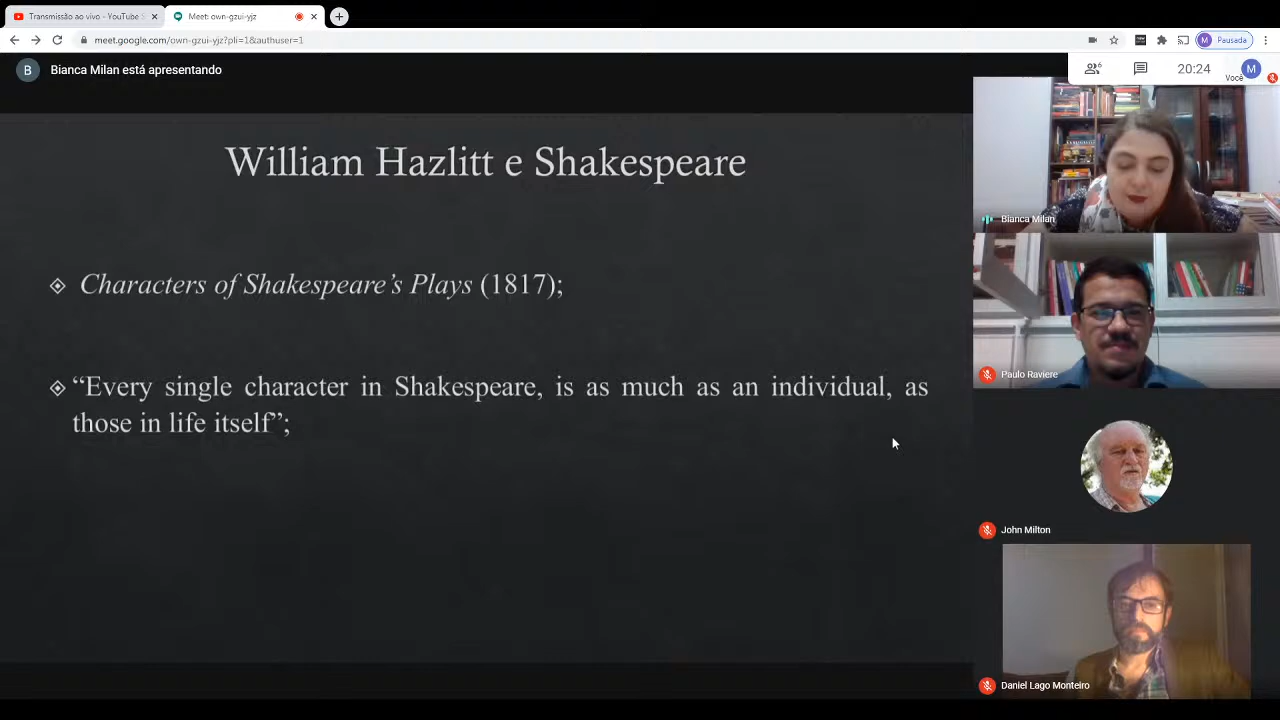 Transmissão ao vivo - YouTube S
Meet: own-gzui-yjz
meet.google.com/own-gzui-yjz?pli=1&authuser=1
M Pausada
B Bianca Milan está apresentando
6
20:24
M
Você
William Hazlitt e Shakespeare
Characters of Shakespeare’s Plays (1817);
“Every single character in Shakespeare, is as much as an individual, as
those in life itself”;
Bianca Milan
Paulo Raviere
John Milton
Daniel Lago Monteiro